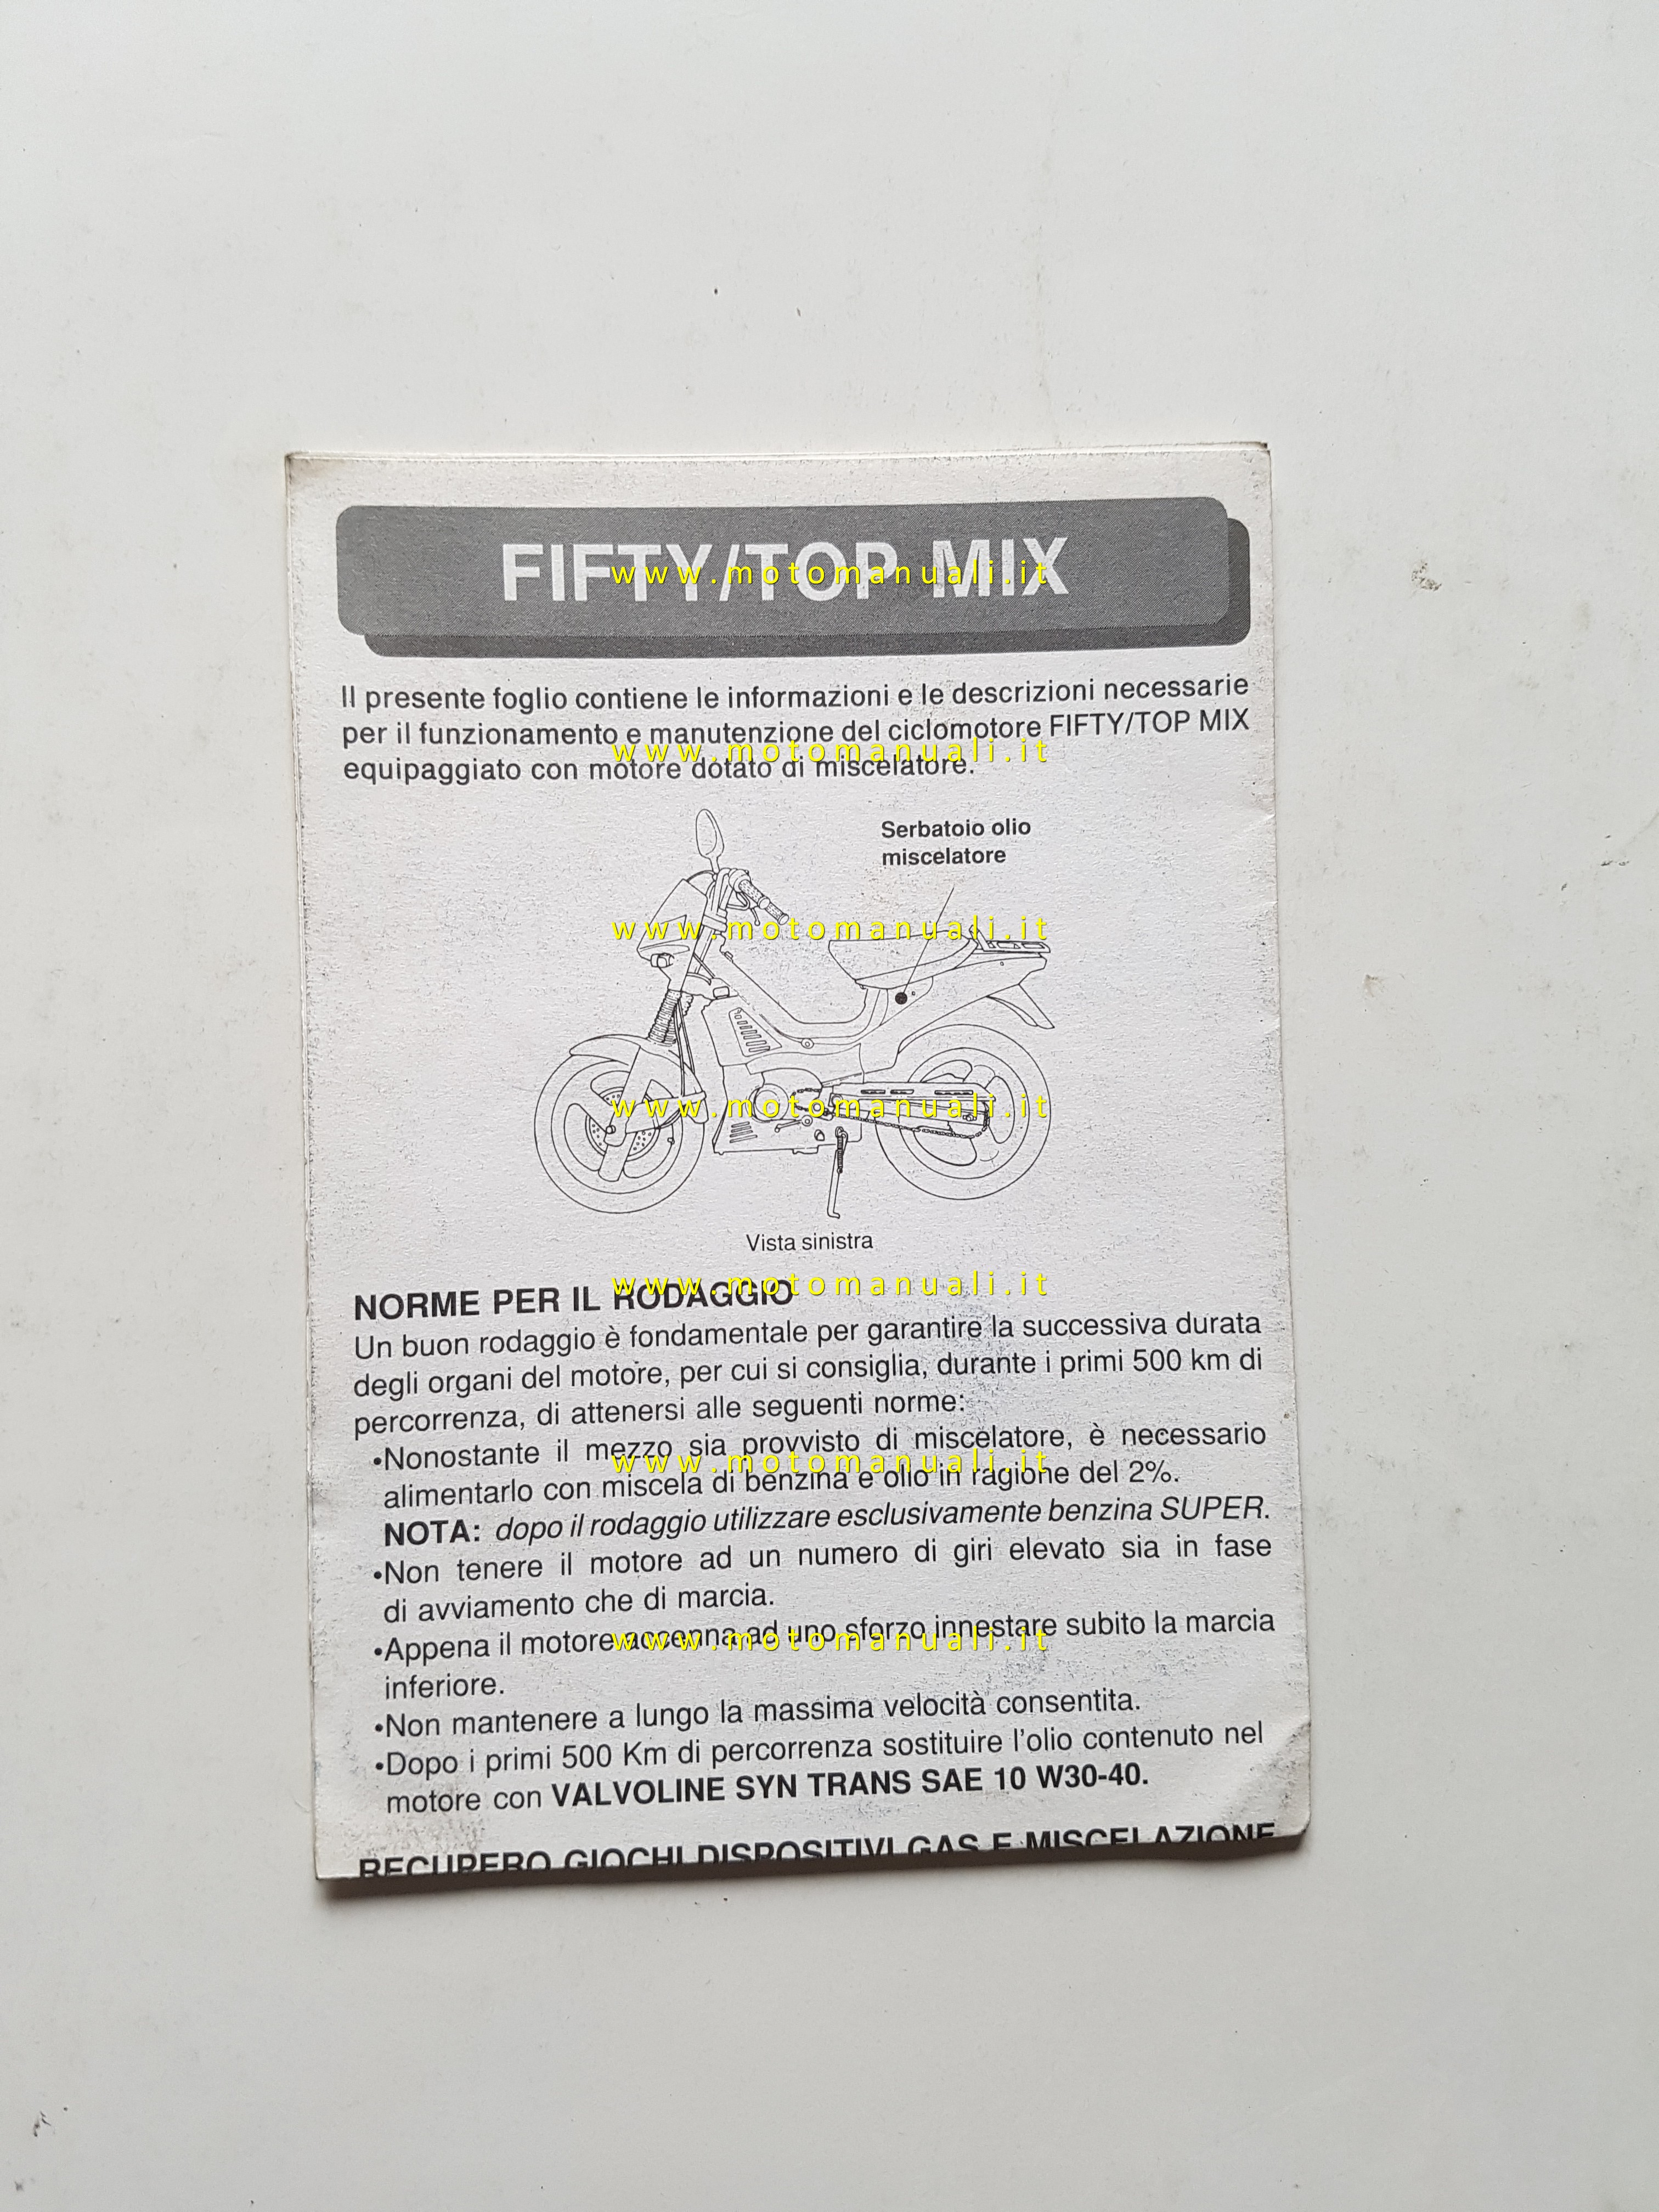 FIFTY/TOP MIX
www.motomanuali.it
Il presente foglio contiene le informazioni e le descrizioni necessarie
per il funzionamento e manutenzione del ciclomotore FIFTY/TOP MIX
www.motomanuali.it
equipaggiato con motore dotato di miscelatore.
Serbatoio olio
miscelatore
www.motomanuali.it
www.motomanuali.it
Vista sinistra
www.motomanuali.it
NORME PER IL RODAGGIO
Un buon rodaggio è fondamentale per garantire la successiva durata
degli organi del motore, per cui si consiglia, durante i primi 500 km di
percorrenza, di attenersi alle seguenti norme:
•Nonostante il mezzo sia provvisto di miscelatore, è necessario
www.motomanuali.it
alimentarlo con miscela di benzina e olio in ragione del 2%.
NOTA: dopo il rodaggio utilizzare esclusivamente benzina SUPER.
•Non tenere il motore ad un numero di giri elevato sia in fase
di avviamento che di marcia.
•Appena il motore accenna ad uno sforzo innestare subito la marcia
www.motomanuali.it
inferiore.
•Non mantenere a lungo la massima velocità consentita.
•Dopo i primi 500 Km di percorrenza sostituire l'olio contenuto nel
motore con VALVOLINE SYN TRANS SAE 10 W30-40.
RECUPERO GIOCHI DISPOSITIVI GAS E MISCELAZIONE